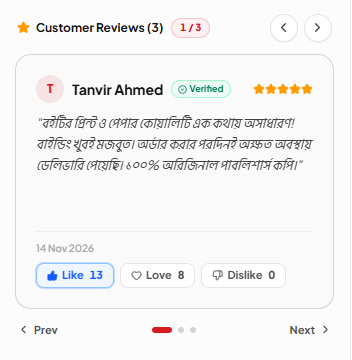 Customer Reviews (3) 1 / 3
T Tanvir Ahmed Verified
"বইটির প্রিন্ট ও পেপার কোয়ালিটি এক কথায় অসাধারণ!
বাইন্ডিং খুবই মজবুত। অর্ডার করার পরদিনই অক্ষত অবস্থায়
ডেলিভারি পেয়েছি। ১০০% অরিজিনাল পাবলিশার্স কপি।"
14 Nov 2026
Like 13 Love 8 Dislike 0
Prev Next